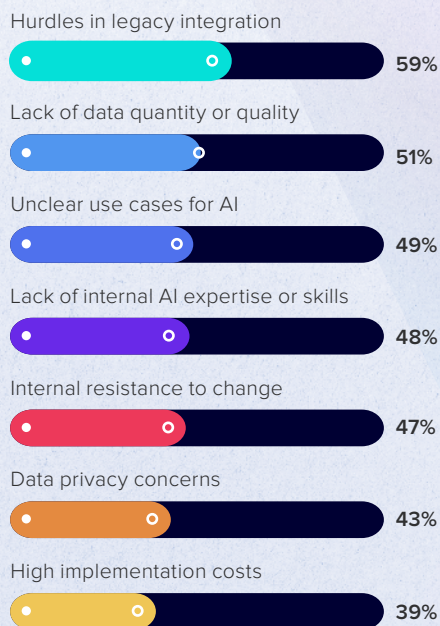 Hurdles in legacy integration
59%
Lack of data quantity or quality
51%
Unclear use cases for AI
49%
Lack of internal AI expertise or skills
48%
Internal resistance to change
47%
Data privacy concerns
43%
High implementation costs
39%